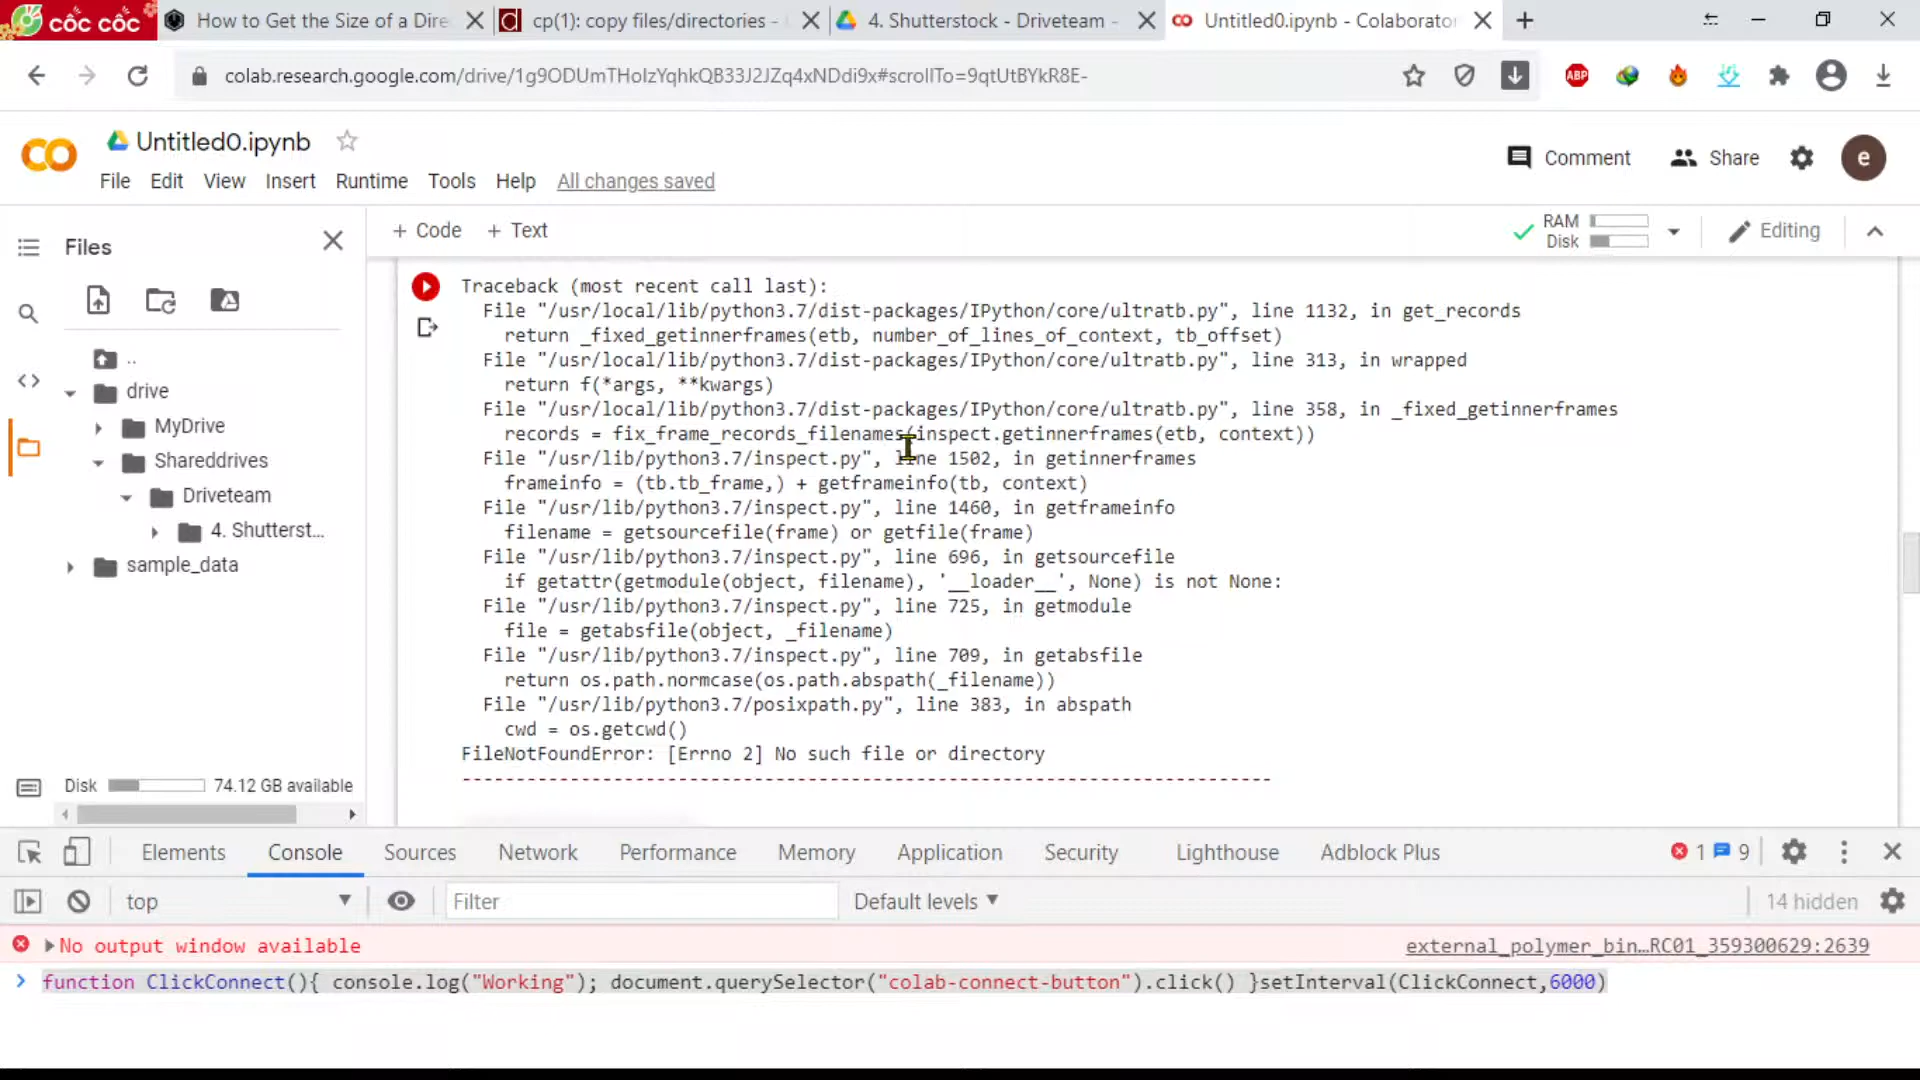 cốc cốc
How to Get the Size of a Dire
cp(1): copy files/directories -
4. Shutterstock - Driveteam -
Untitled0.ipynb - Colaborator
colab.research.google.com/drive/1g9ODUmTHoIzYqhkQB33J2JZq4xNDdi9x#scrollTo=9qtUtBYkR8E-
ABP
CO
Untitled0.ipynb
Comment
Share
e
File Edit View Insert Runtime Tools Help All changes saved
Files
+ Code + Text
RAM
Disk
Editing
..
drive
MyDrive
Shareddrives
Driveteam
4. Shutterst...
sample_data
Disk 74.12 GB available
Traceback (most recent call last):
File "/usr/local/lib/python3.7/dist-packages/IPython/core/ultratb.py", line 1132, in get_records
return _fixed_getinnerframes(etb, number_of_lines_of_context, tb_offset)
File "/usr/local/lib/python3.7/dist-packages/IPython/core/ultratb.py", line 313, in wrapped
return f(*args, **kwargs)
File "/usr/local/lib/python3.7/dist-packages/IPython/core/ultratb.py", line 358, in _fixed_getinnerframes
records = fix_frame_records_filenames(inspect.getinnerframes(etb, context))
File "/usr/lib/python3.7/inspect.py", line 1502, in getinnerframes
frameinfo = (tb.tb_frame,) + getframeinfo(tb, context)
File "/usr/lib/python3.7/inspect.py", line 1460, in getframeinfo
filename = getsourcefile(frame) or getfile(frame)
File "/usr/lib/python3.7/inspect.py", line 696, in getsourcefile
if getattr(getmodule(object, filename), '__loader__', None) is not None:
File "/usr/lib/python3.7/inspect.py", line 725, in getmodule
file = getabsfile(object, _filename)
File "/usr/lib/python3.7/inspect.py", line 709, in getabsfile
return os.path.normcase(os.path.abspath(_filename))
File "/usr/lib/python3.7/posixpath.py", line 383, in abspath
cwd = os.getcwd()
FileNotFoundError: [Errno 2] No such file or directory
---------------------------------------------------------------------------
Elements Console Sources Network Performance Memory Application Security Lighthouse Adblock Plus 1 9
top Filter Default levels 14 hidden
No output window available external_polymer_bin…RC01_359300629:2639
function ClickConnect(){ console.log("Working"); document.querySelector("colab-connect-button").click() }setInterval(ClickConnect,6000)